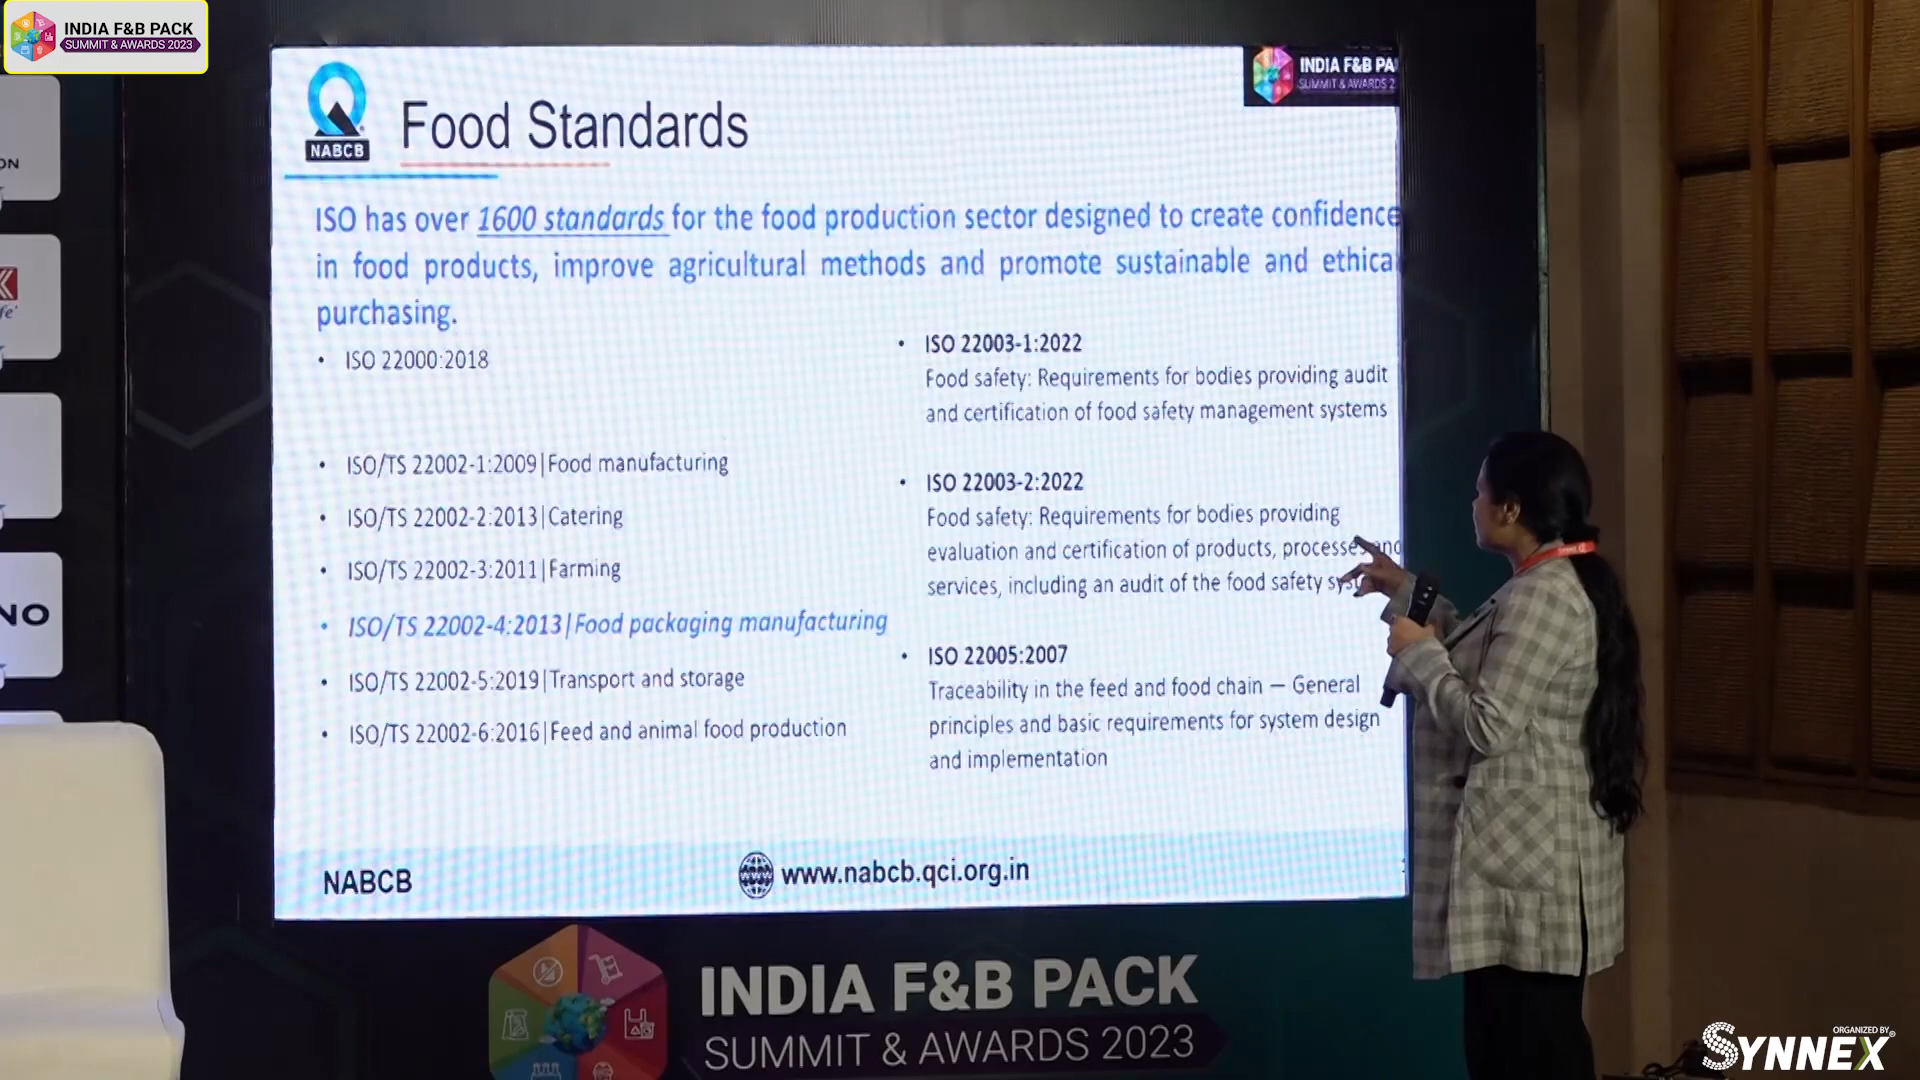 INDIA F&B PACK
SUMMIT & AWARDS 2023
INDIA F&B PA
SUMMIT & AWARDS 2
NABCB
Food Standards
ISO has over 1600 standards for the food production sector designed to create confidence
in food products, improve agricultural methods and promote sustainable and ethica
purchasing.
• ISO 22000:2018
• ISO/TS 22002-1:2009|Food manufacturing
• ISO/TS 22002-2:2013|Catering
• ISO/TS 22002-3:2011|Farming
• ISO/TS 22002-4:2013|Food packaging manufacturing
• ISO/TS 22002-5:2019|Transport and storage
• ISO/TS 22002-6:2016|Feed and animal food production
• ISO 22003-1:2022
Food safety: Requirements for bodies providing audit
and certification of food safety management systems
• ISO 22003-2:2022
Food safety: Requirements for bodies providing
evaluation and certification of products, processes and
services, including an audit of the food safety sys
• ISO 22005:2007
Traceability in the feed and food chain — General
principles and basic requirements for system design
and implementation
NABCB
www.nabcb.qci.org.in
INDIA F&B PACK
SUMMIT & AWARDS 2023
ON
K
fe
NO
ORGANIZED BY
SYNNEX